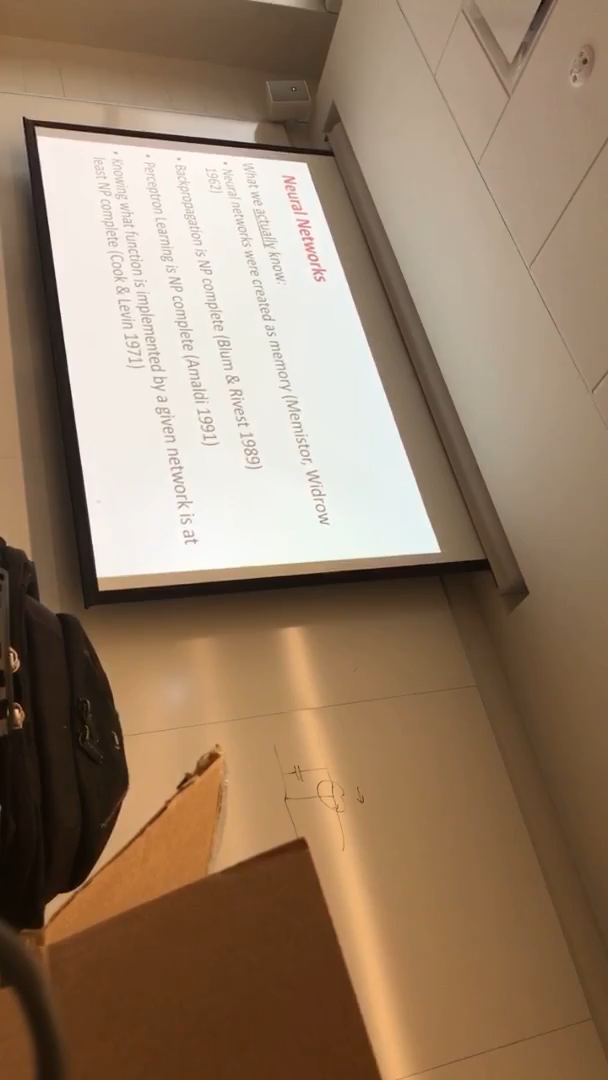 Neural Networks
What we actually know:
• Neural networks were created as memory (Memistor, Widrow
1962)
• Backpropagation is NP complete (Blum & Rivest 1989)
• Perceptron Learning is NP complete (Amaldi 1991)
• Knowing what function is implemented by a given network is at
least NP complete (Cook & Levin 1971)